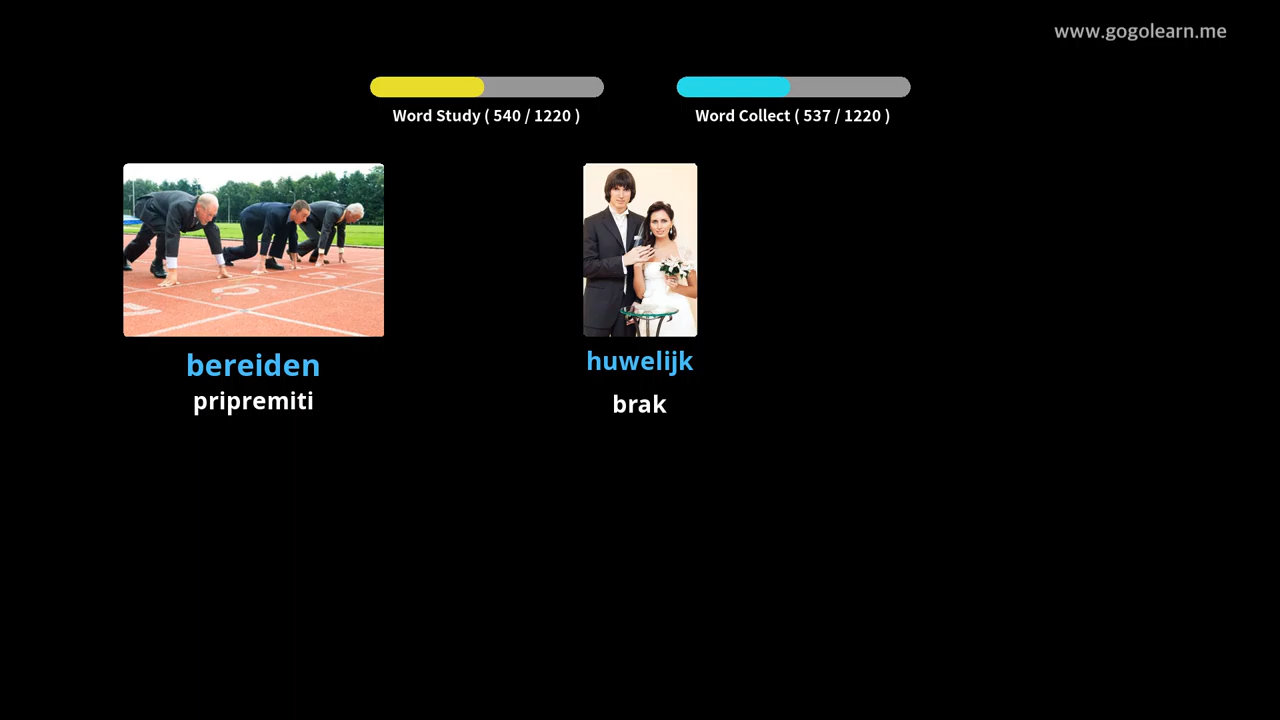 www.gogolearn.me
Word Study ( 540 / 1220 )
Word Collect ( 537 / 1220 )
bereiden
pripremiti
huwelijk
brak